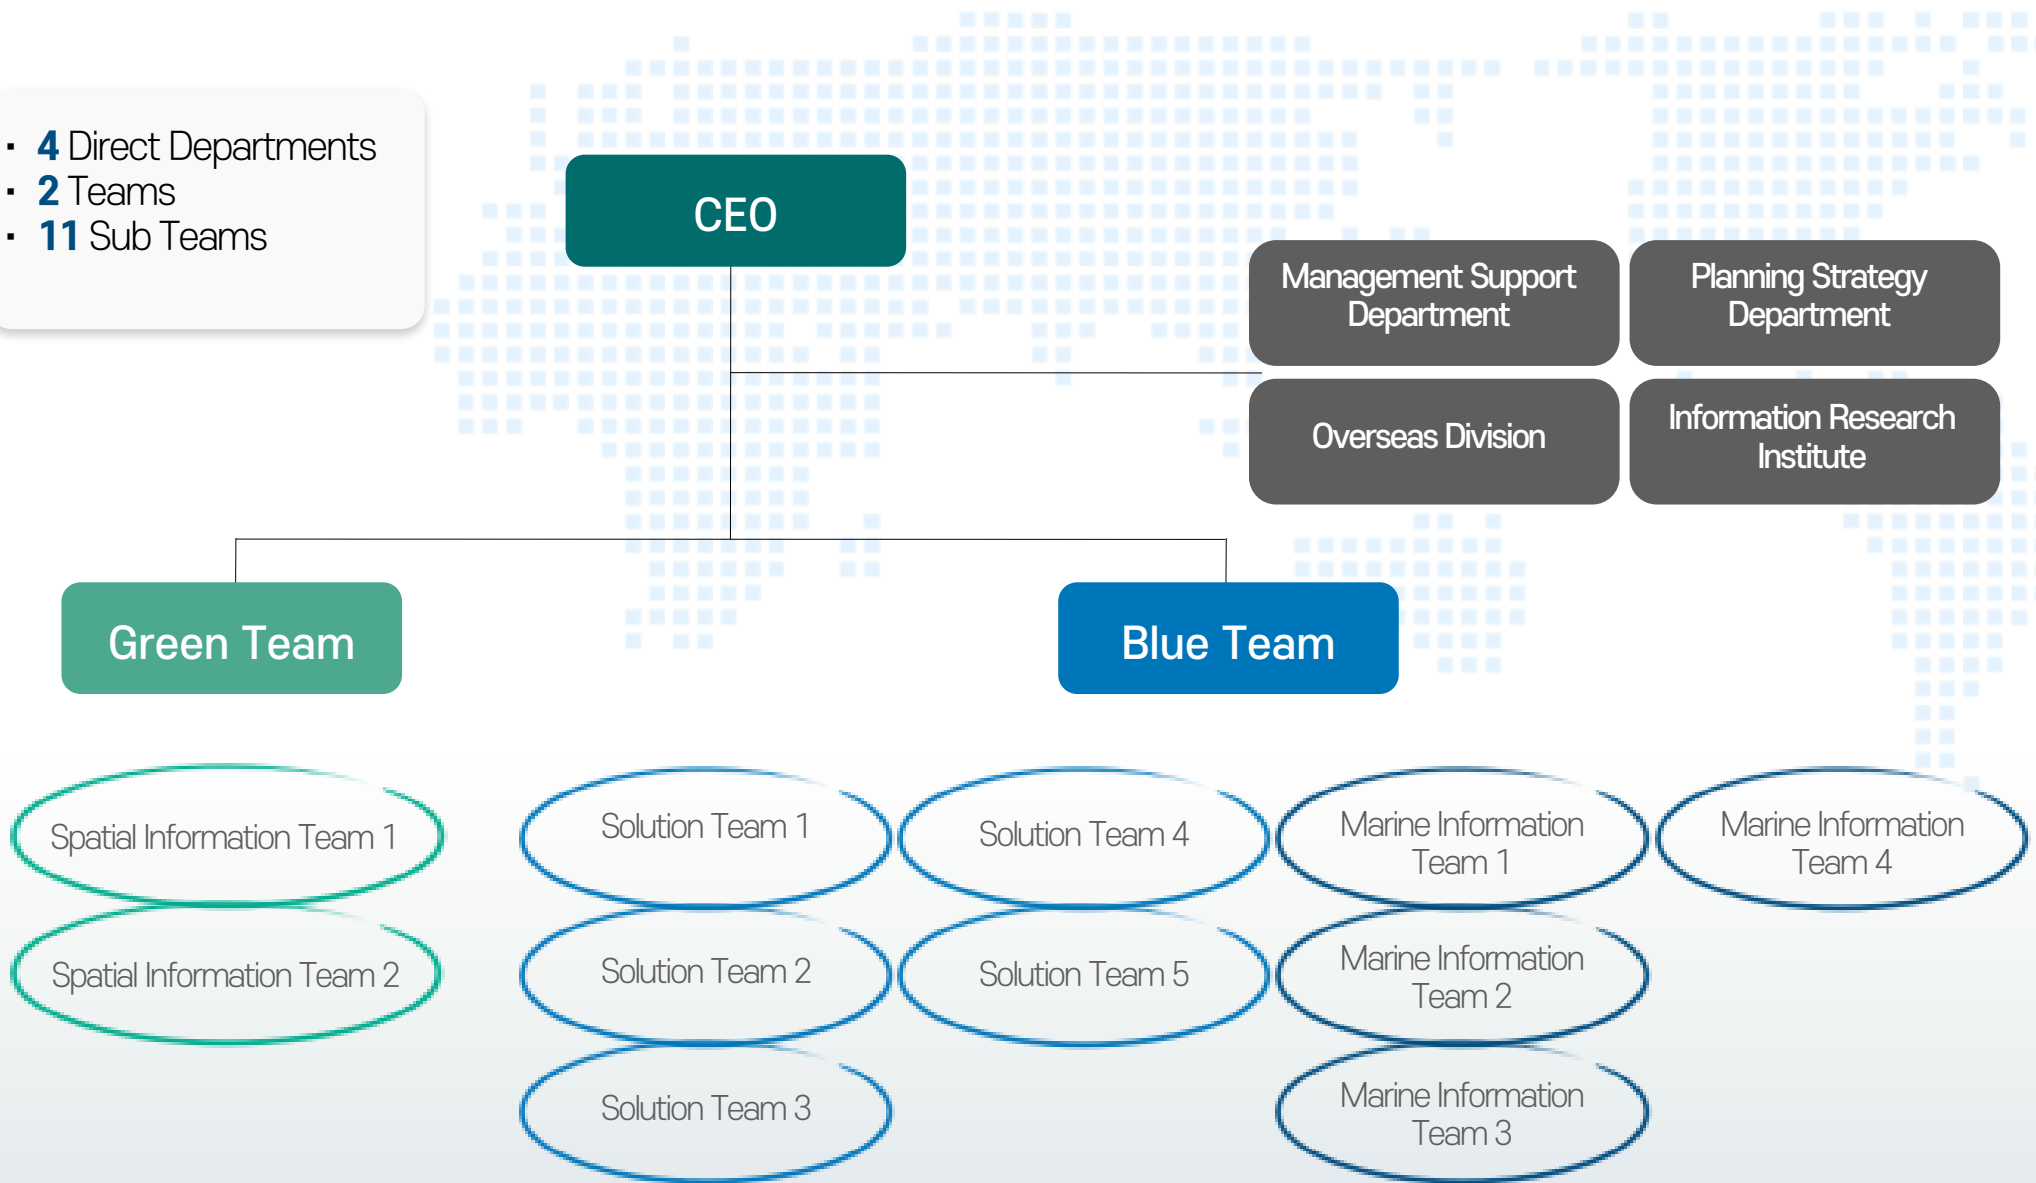 · 4 Direct Departments
· 2 Teams
· 11 Sub Teams
CEO
Management Support
Department
Planning Strategy
Department
Overseas Division
Information Research
Institute
Green Team
Blue Team
Spatial Information Team 1
Spatial Information Team 2
Solution Team 1
Solution Team 2
Solution Team 3
Solution Team 4
Solution Team 5
Marine Information
Team 1
Marine Information
Team 2
Marine Information
Team 3
Marine Information
Team 4